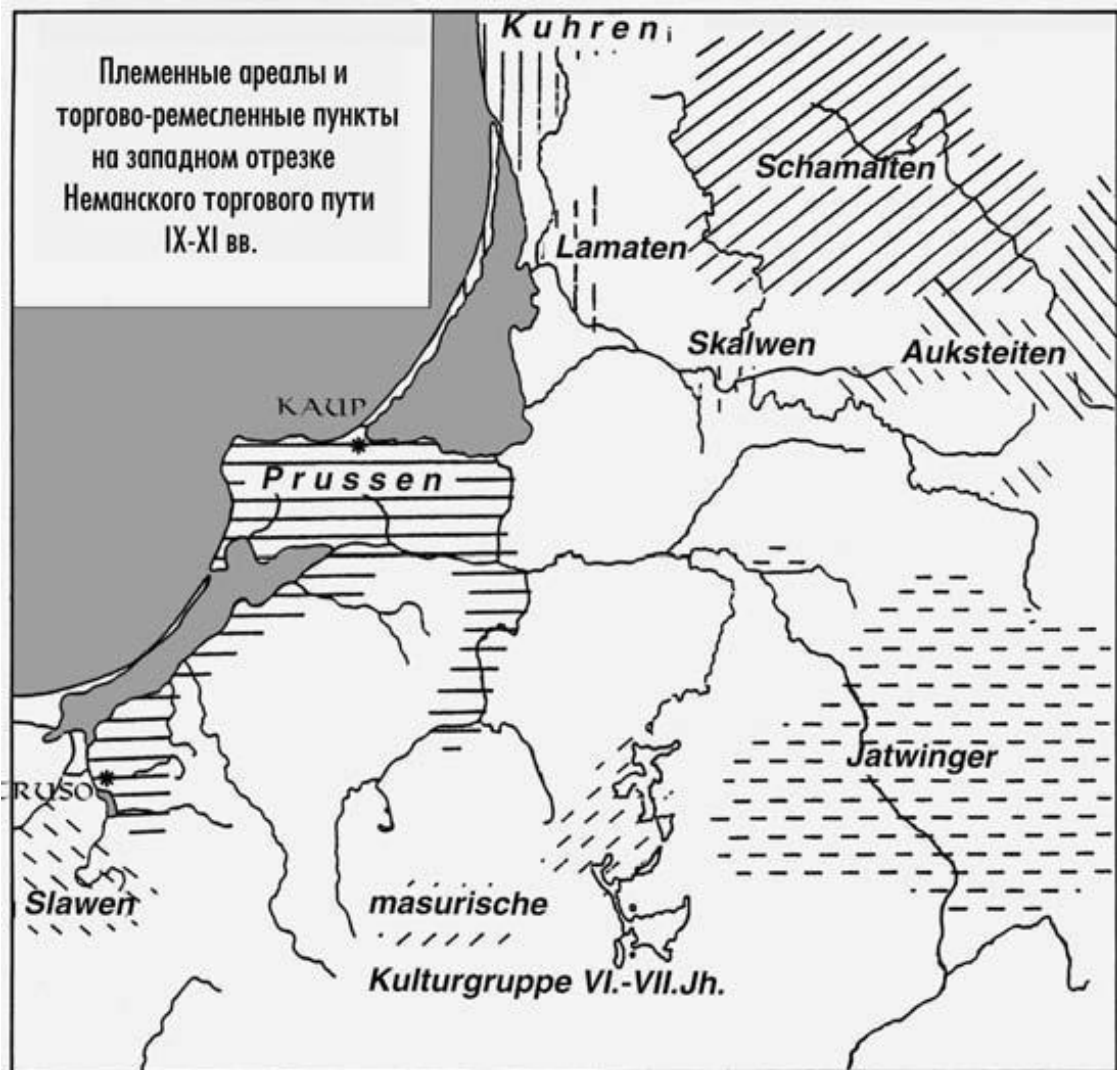 Племенные ареалы и
торгово-ремесленные пункты
на западном отрезке
Неманского торгового пути
IX-XI вв.
Kuhren
Schamaiten
Lamaten
Skalwen
Auksteiten
KAUP
Prussen
Jatwinger
TRUSO
Slawen
masurische
Kulturgruppe VI.-VII.Jh.